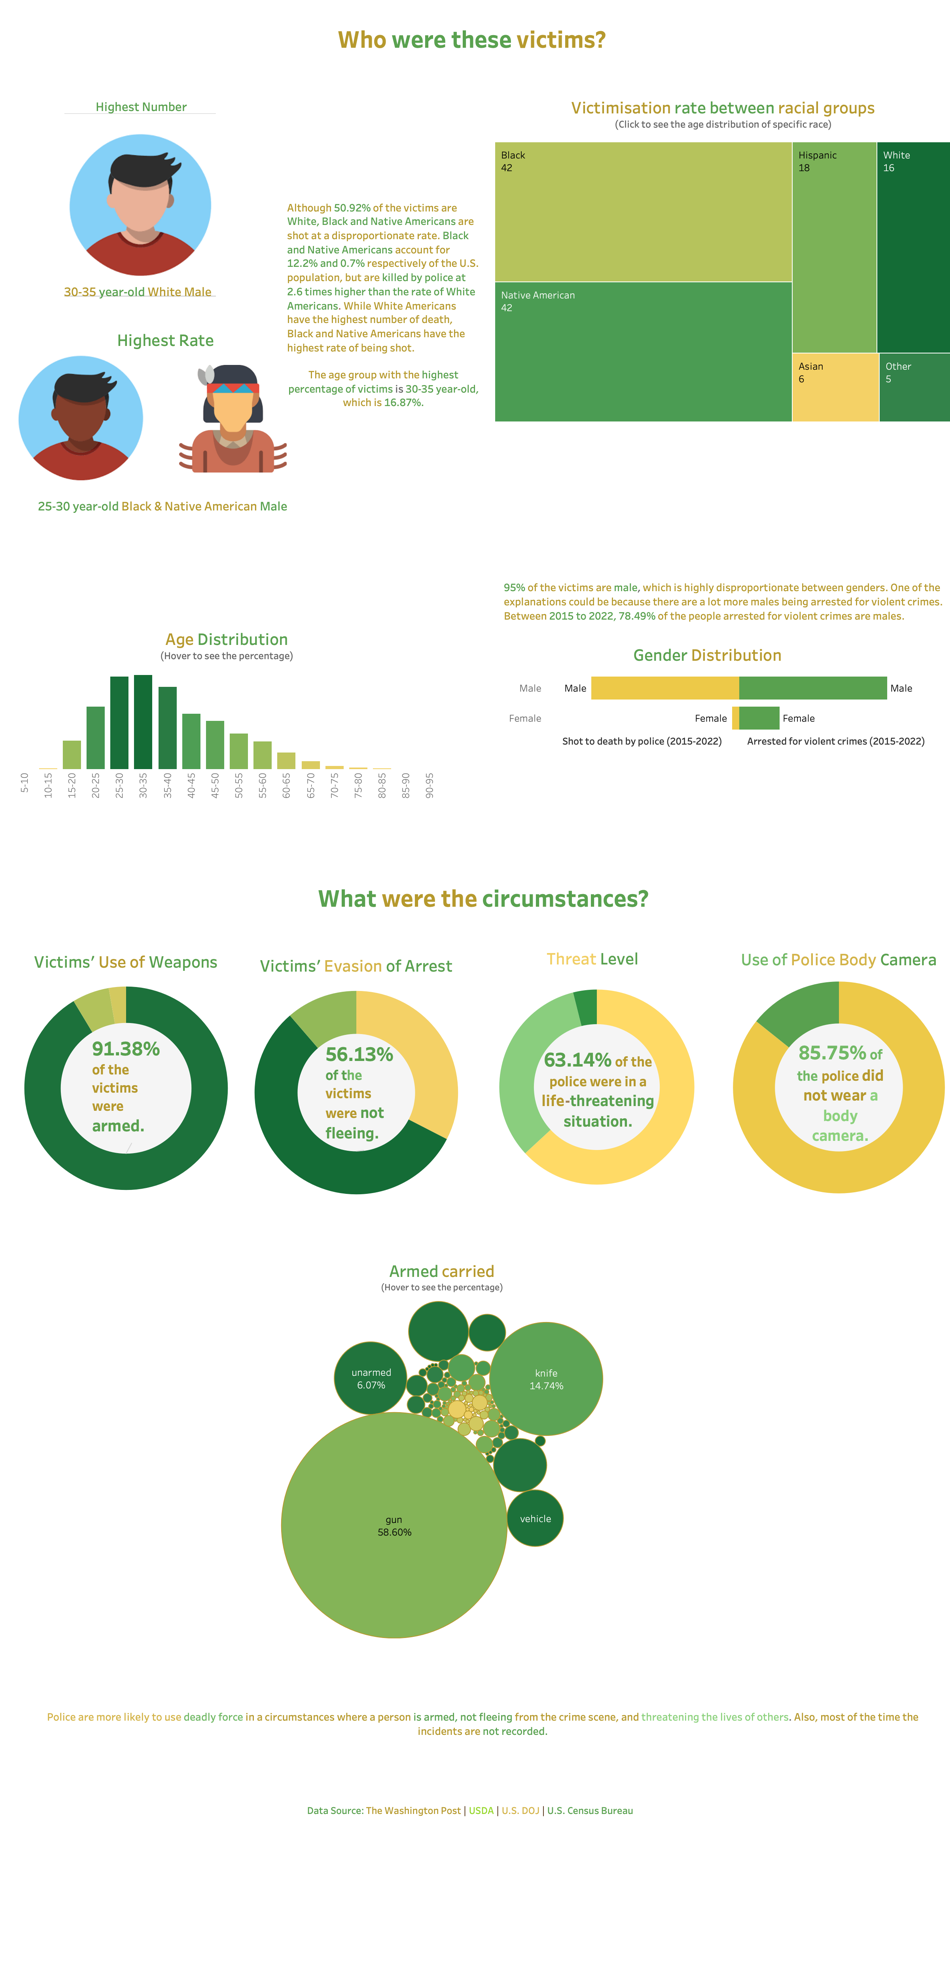 Who were these victims?
Highest Number
30-35 year-old White Male
Highest Rate
25-30 year-old Black & Native American Male
Although 50.92% of the victims are
White, Black and Native Americans are
shot at a disproportionate rate. Black
and Native Americans account for
12.2% and 0.7% respectively of the U.S.
population, but are killed by police at
2.6 times higher than the rate of White
Americans. While White Americans
have the highest number of death,
Black and Native Americans have the
highest rate of being shot.
The age group with the highest
percentage of victims is 30-35 year-old,
which is 16.87%.
Victimisation rate between racial groups
(Click to see the age distribution of specific race)
Black
42
Hispanic
18
White
16
Native American
42
Asian
6
Other
5
95% of the victims are male, which is highly disproportionate between genders. One of the
explanations could be because there are a lot more males being arrested for violent crimes.
Between 2015 to 2022, 78.49% of the people arrested for violent crimes are males.
Age Distribution
(Hover to see the percentage)
5-10
10-15
15-20
20-25
25-30
30-35
35-40
40-45
45-50
50-55
55-60
60-65
65-70
70-75
75-80
80-85
85-90
90-95
Gender Distribution
Male Male Male
Female Female Female
Shot to death by police (2015-2022) Arrested for violent crimes (2015-2022)
What were the circumstances?
Victims' Use of Weapons
91.38%
of the
victims
were
armed.
Victims' Evasion of Arrest
56.13%
of the
victims
were not
fleeing.
Threat Level
63.14% of the
police were in a
life-threatening
situation.
Use of Police Body Camera
85.75% of
the police did
not wear a
body
camera.
Armed carried
(Hover to see the percentage)
unarmed
6.07%
knife
14.74%
gun
58.60%
vehicle
Police are more likely to use deadly force in a circumstances where a person is armed, not fleeing from the crime scene, and threatening the lives of others. Also, most of the time the
incidents are not recorded.
Data Source: The Washington Post | USDA | U.S. DOJ | U.S. Census Bureau